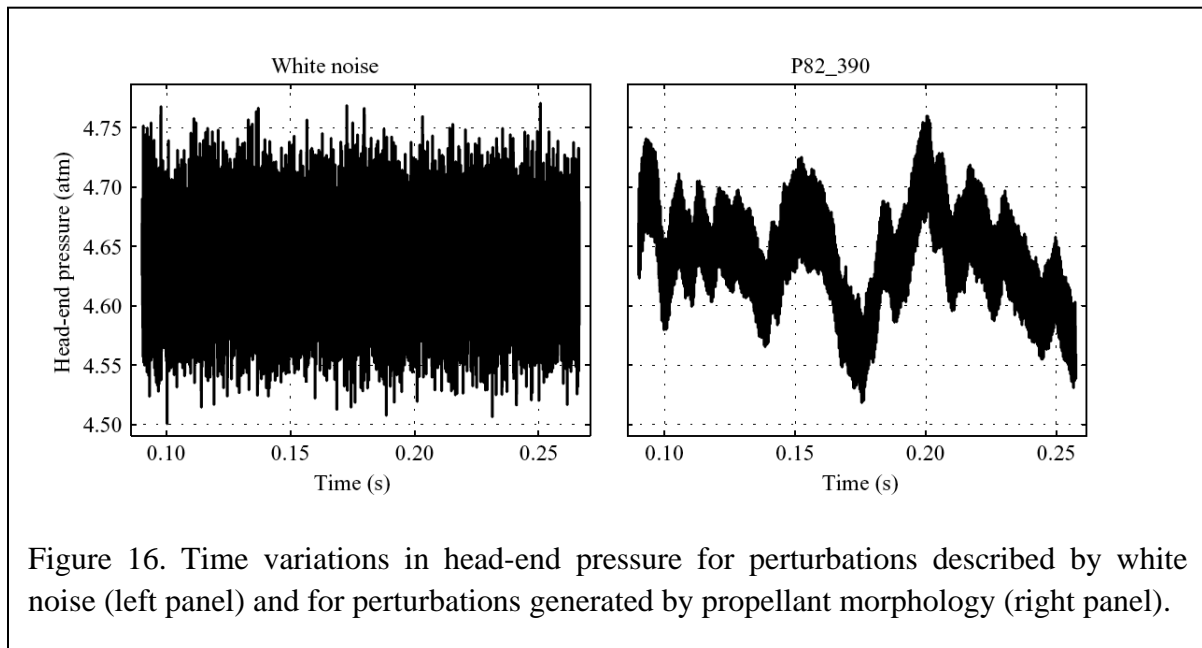 White noise
P82_390
4.75
4.70
4.65
4.60
4.55
4.50
Head-end pressure (atm)
0.10 0.15 0.20 0.25
Time (s)
0.10 0.15 0.20 0.25
Time (s)
Figure 16. Time variations in head-end pressure for perturbations described by white
noise (left panel) and for perturbations generated by propellant morphology (right panel).